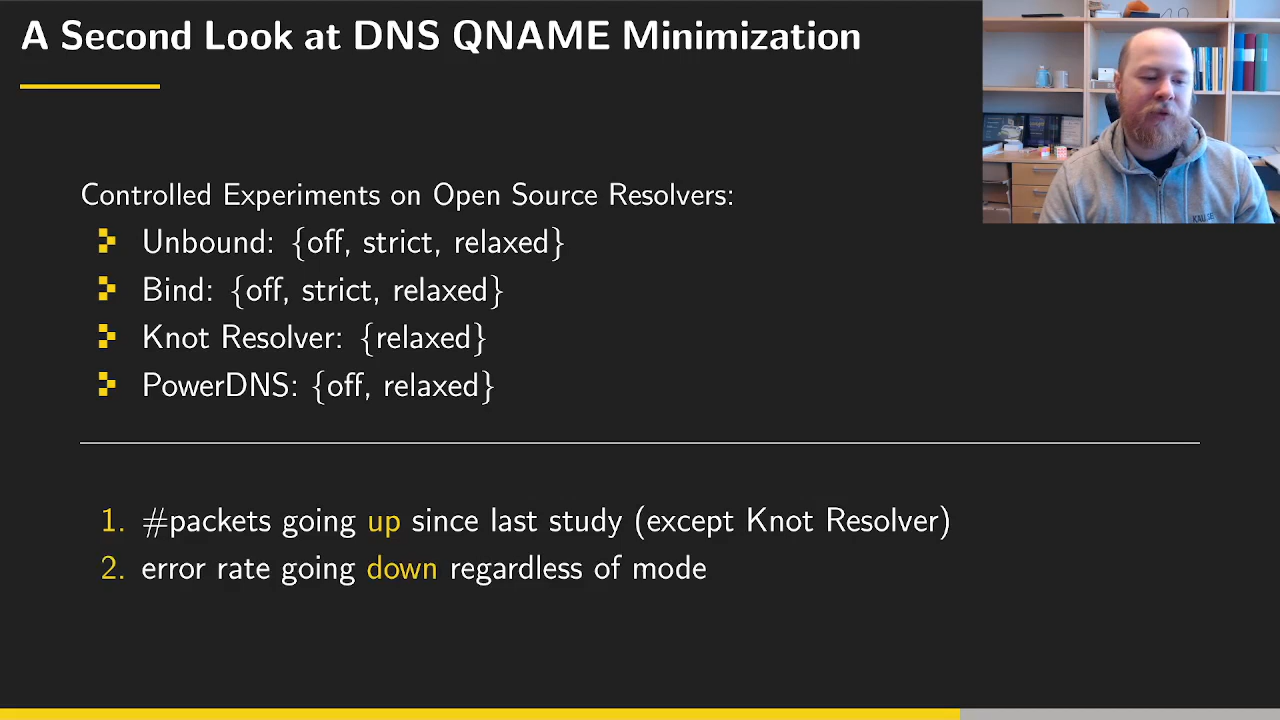 A Second Look at DNS QNAME Minimization
Controlled Experiments on Open Source Resolvers:
Unbound: {off, strict, relaxed}
Bind: {off, strict, relaxed}
Knot Resolver: {relaxed}
PowerDNS: {off, relaxed}
1. #packets going up since last study (except Knot Resolver)
2. error rate going down regardless of mode